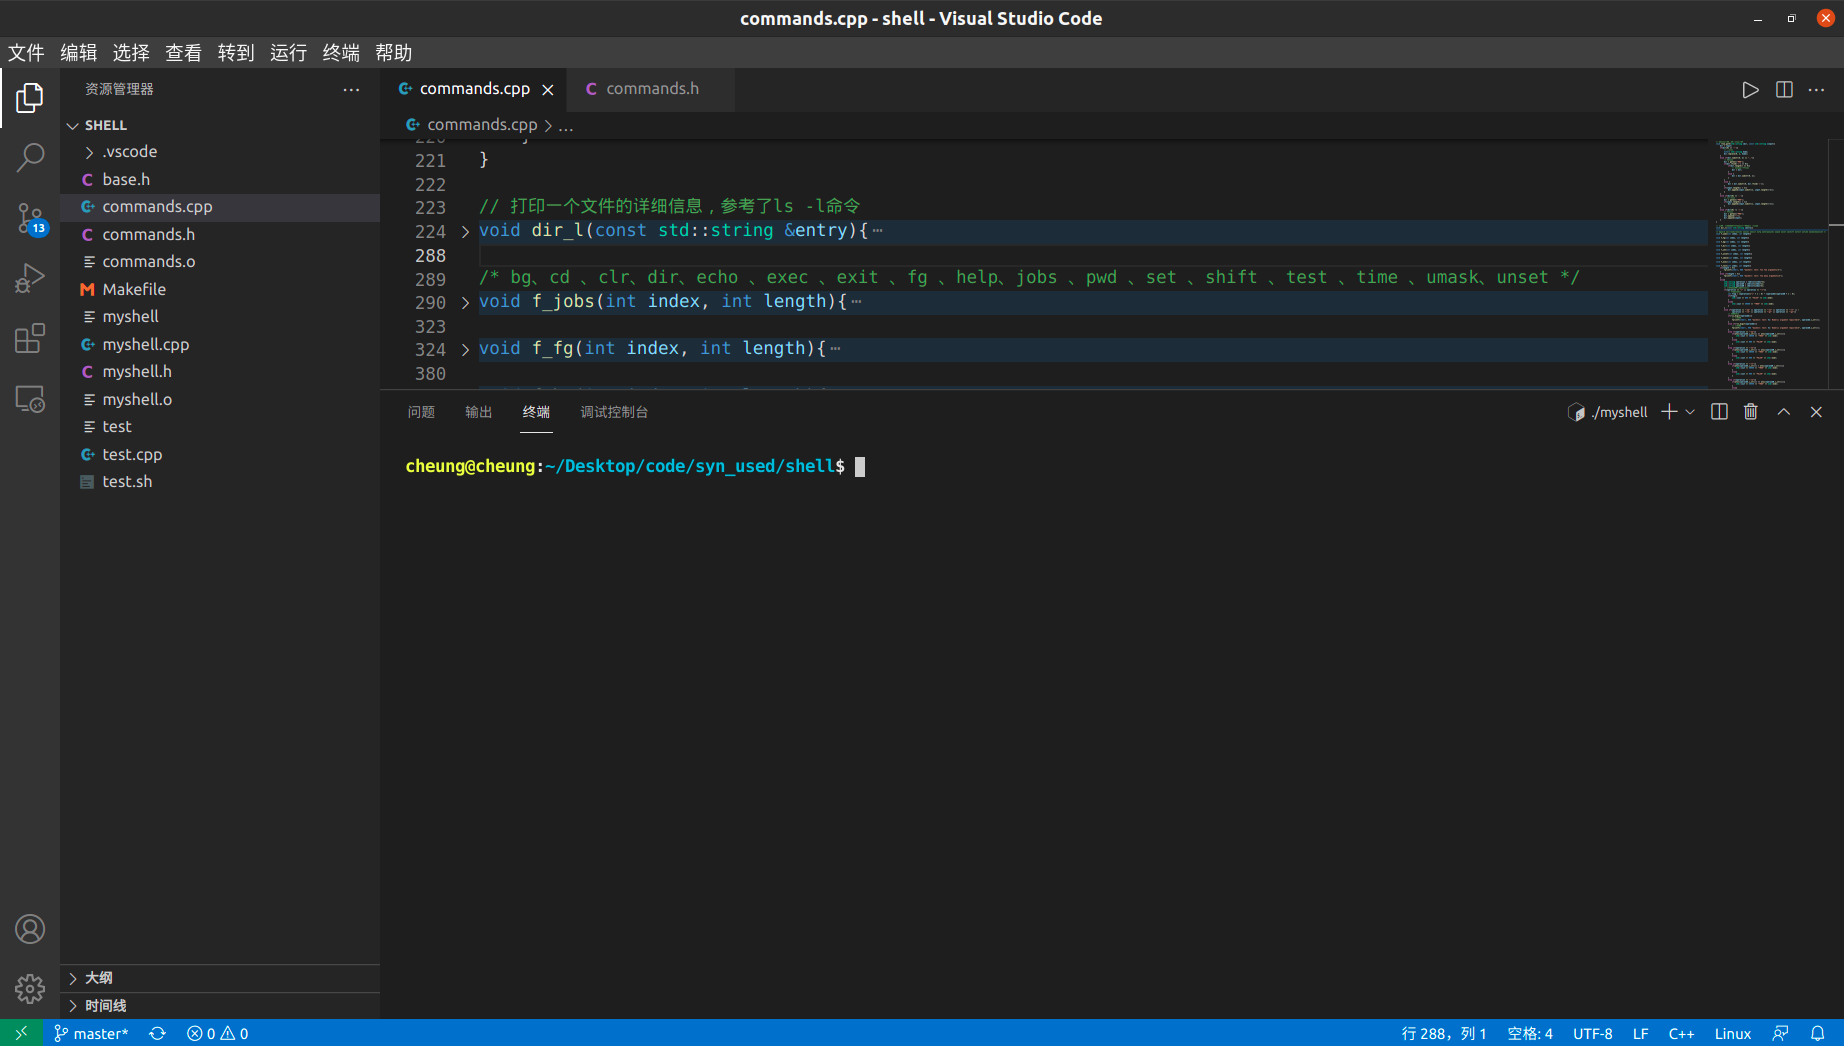 commands.cpp - shell - Visual Studio Code
文件 编辑 选择 查看 转到 运行 终端 帮助
资源管理器
SHELL
.vscode
base.h
commands.cpp
commands.h
commands.o
Makefile
myshell
myshell.cpp
myshell.h
myshell.o
test
test.cpp
test.sh
大纲
时间线
13
commands.cpp
commands.h
commands.cpp > ...
220 }
221 }
222
223 // 打印一个文件的详细信息，参考了ls -l命令
224 void dir_l(const std::string &entry){⋯
288
289 /* bg、cd 、clr、dir、echo 、exec 、exit 、fg 、help、jobs 、pwd 、set 、shift 、test 、time 、umask、unset */
290 void f_jobs(int index, int length){⋯
323
324 void f_fg(int index, int length){⋯
380
问题 输出 终端 调试控制台
./myshell
cheung@cheung:~/Desktop/code/syn_used/shell$
master* 0 0
行 288，列 1 空格: 4 UTF-8 LF C++ Linux